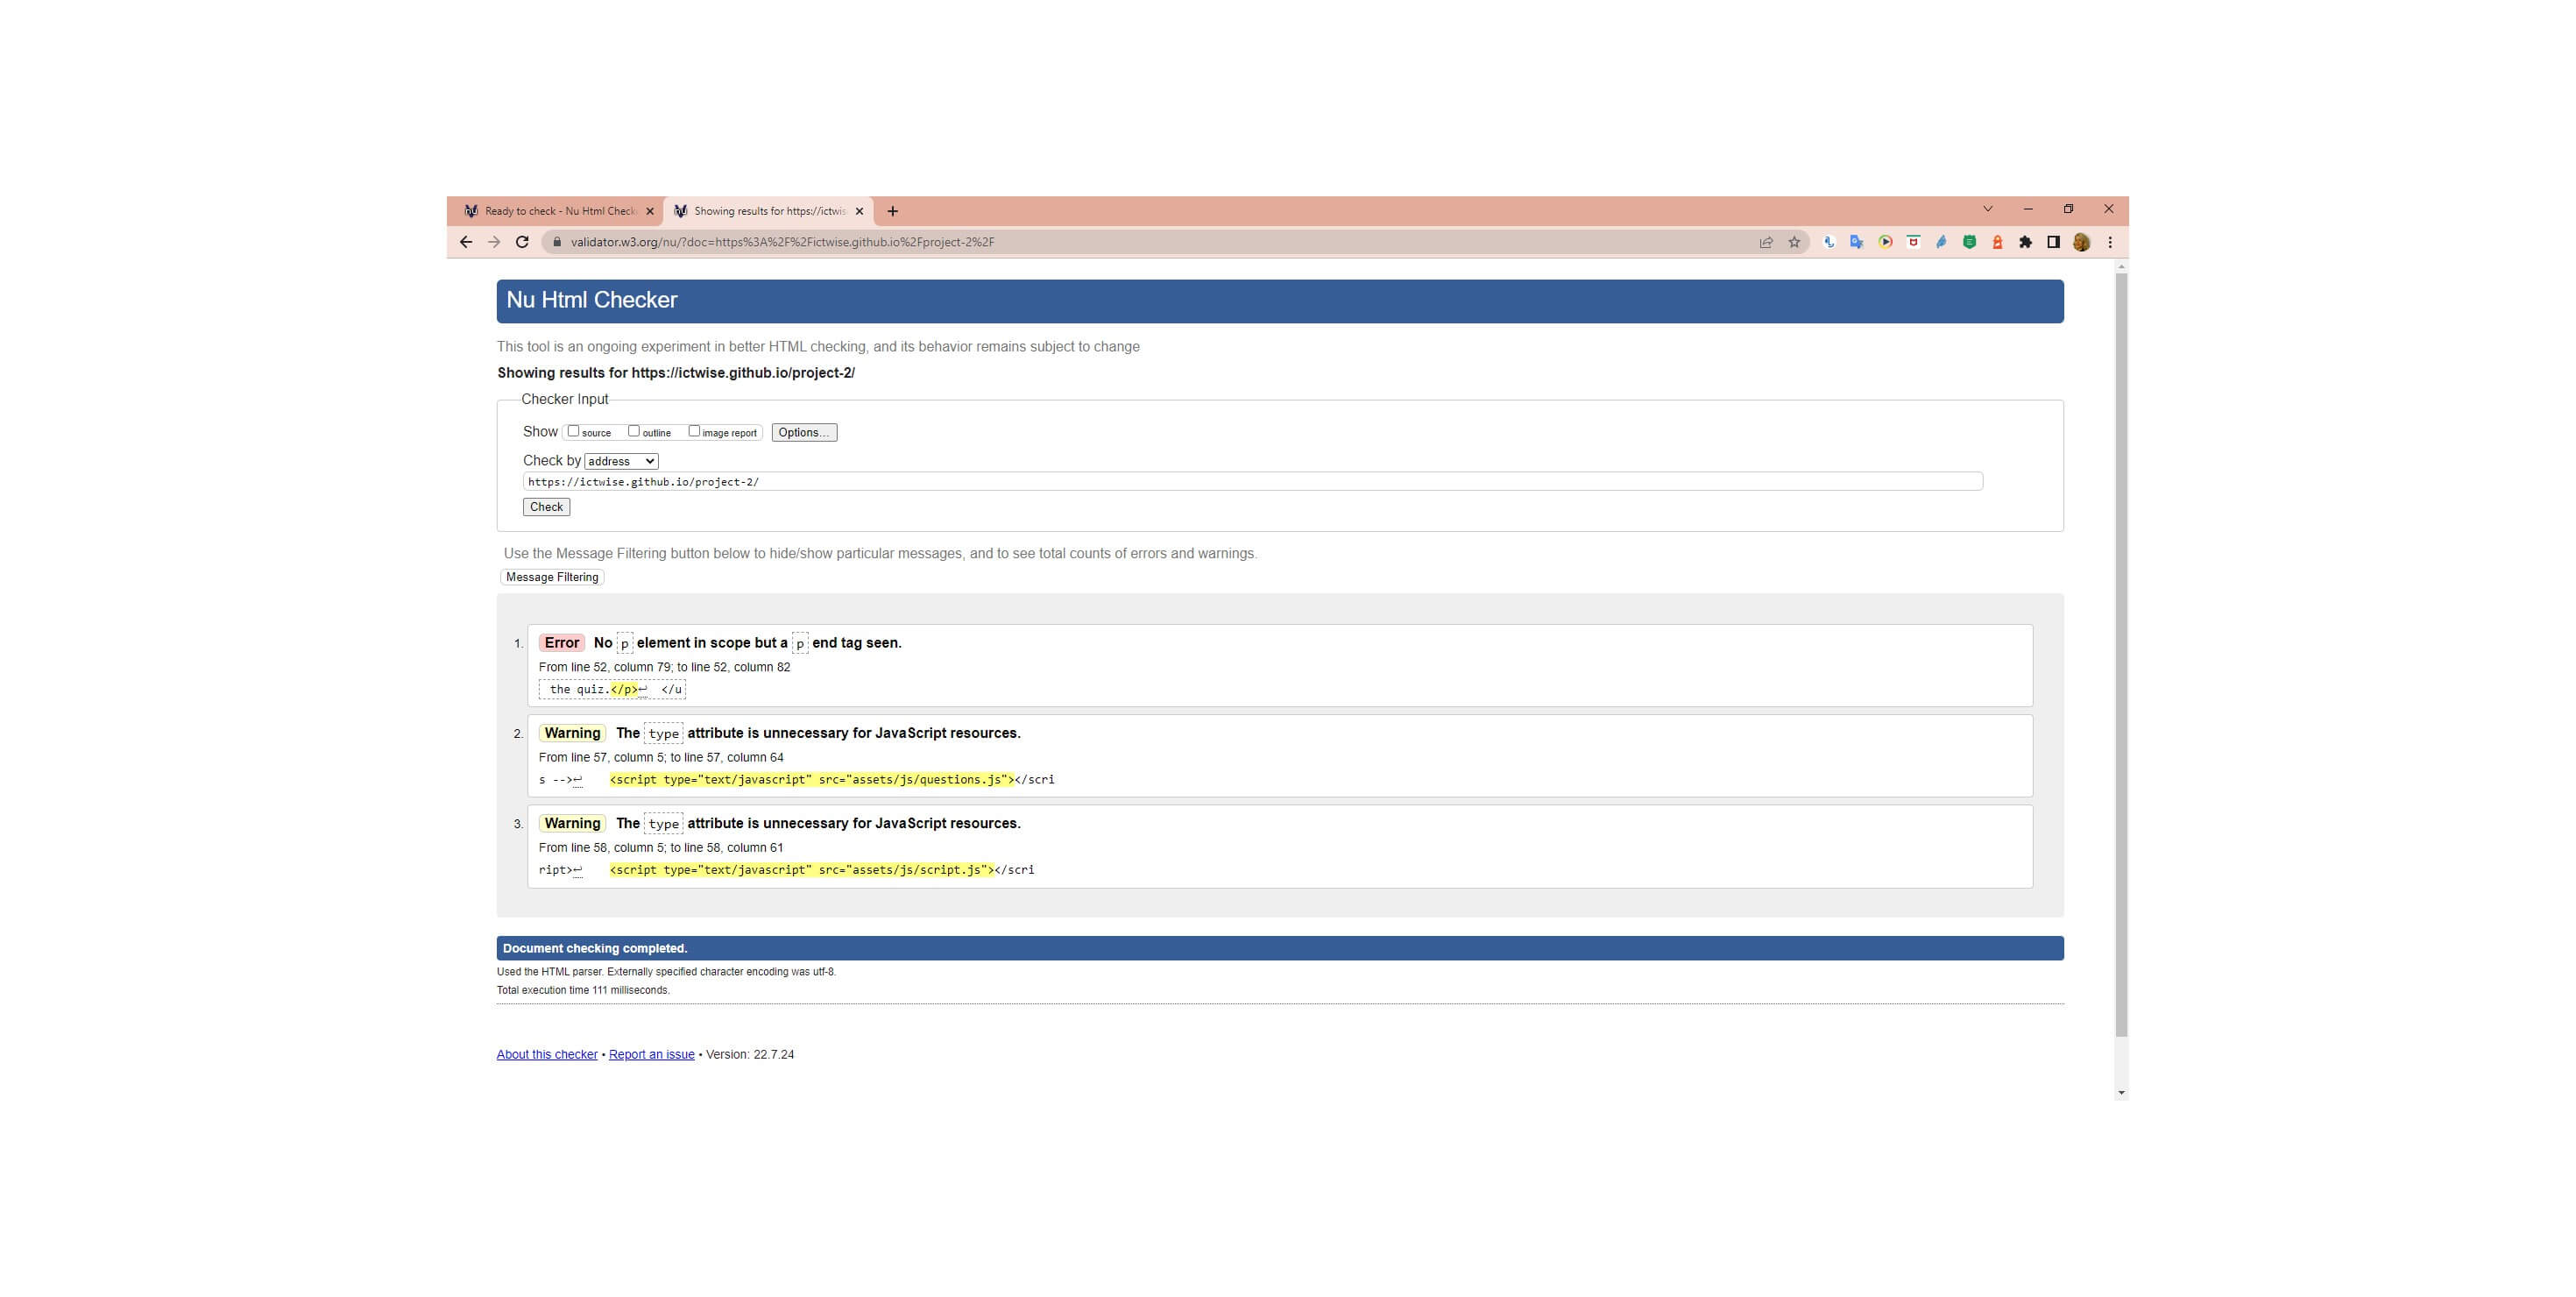 Ready to check - Nu Html Check
Showing results for https://ictwis
validator.w3.org/nu/?doc=https%3A%2F%2Fictwise.github.io%2Fproject-2%2F
Nu Html Checker
This tool is an ongoing experiment in better HTML checking, and its behavior remains subject to change
Showing results for https://ictwise.github.io/project-2/
Checker Input
Show source outline image report Options...
Check by address
https://ictwise.github.io/project-2/
Check
Use the Message Filtering button below to hide/show particular messages, and to see total counts of errors and warnings.
Message Filtering
1. Error No p element in scope but a p end tag seen.
From line 52, column 79; to line 52, column 82
the quiz.</p>↩ </u
2. Warning The type attribute is unnecessary for JavaScript resources.
From line 57, column 5; to line 57, column 64
s -->↩ <script type="text/javascript" src="assets/js/questions.js"></scri
3. Warning The type attribute is unnecessary for JavaScript resources.
From line 58, column 5; to line 58, column 61
ript>↩ <script type="text/javascript" src="assets/js/script.js"></scri
Document checking completed.
Used the HTML parser. Externally specified character encoding was utf-8.
Total execution time 111 milliseconds.
About this checker • Report an issue • Version: 22.7.24